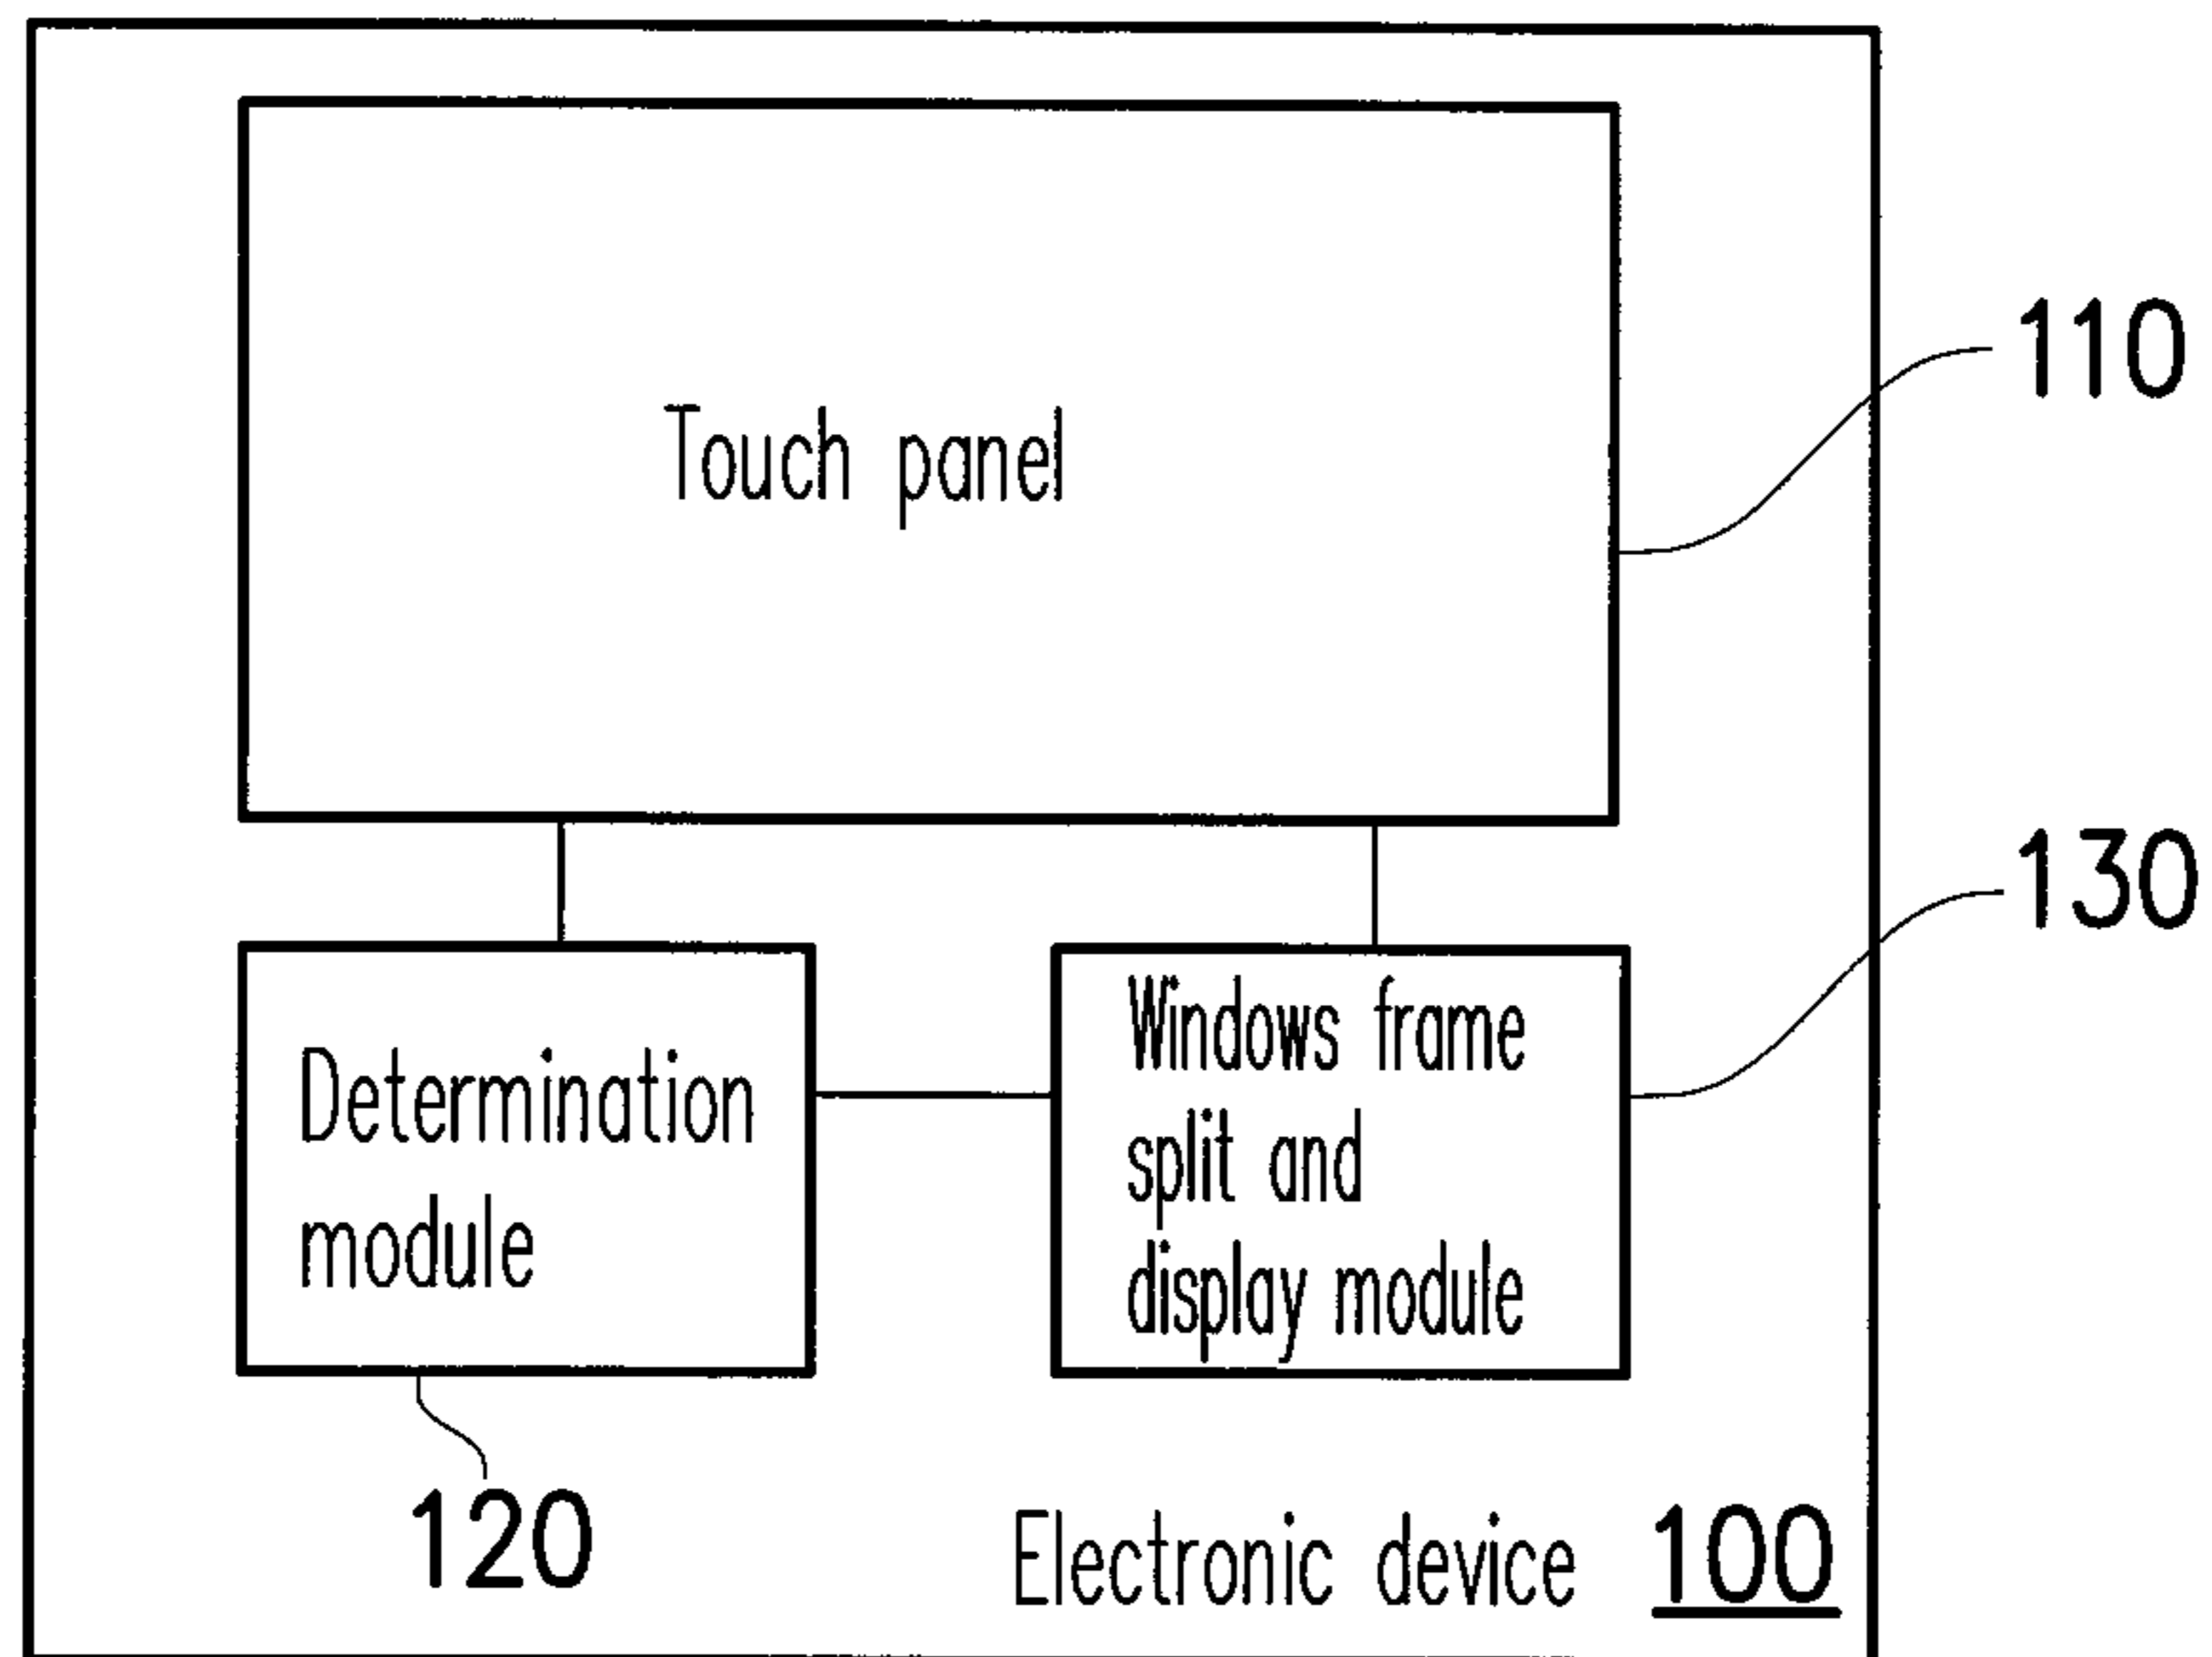 Touch panel
110
130
Determination
module
Windows frame
split and
display module
120
Electronic device 100